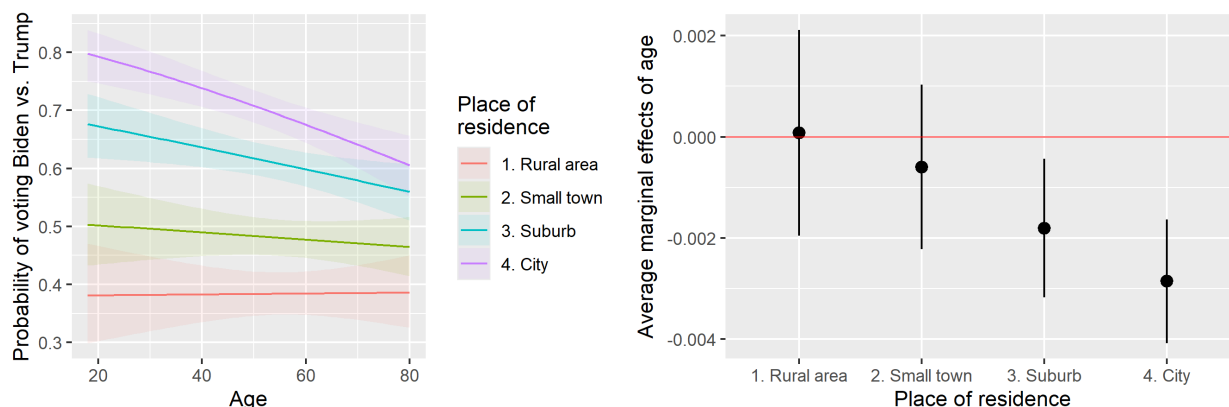 Probability of voting Biden vs. Trump
0.8
0.7
0.6
0.5
0.4
0.3
20 40 60 80
Age
Place of
residence
1. Rural area
2. Small town
3. Suburb
4. City
Average marginal effects of age
0.002
0.000
-0.002
-0.004
1. Rural area 2. Small town 3. Suburb 4. City
Place of residence